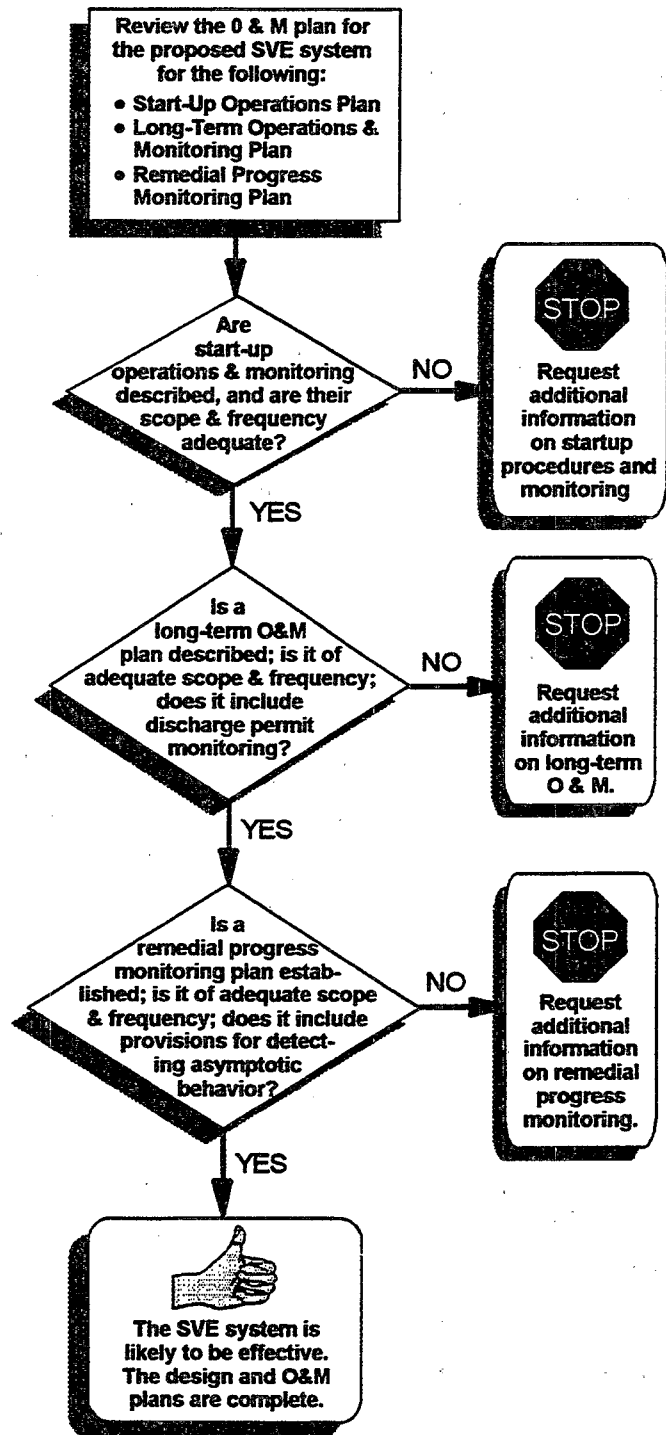 Review the 0 & M plan for
the proposed SVE system
for the following:
• Start-Up Operations Plan
• Long-Term Operations &
Monitoring Plan
• Remedial Progress
Monitoring Plan
Are
start-up
operations & monitoring
described, and are their
scope & frequency
adequate?
NO
STOP
Request
additional
information
on startup
procedures and
monitoring
YES
Is a
long-term O&M
plan described; is it of
adequate scope & frequency;
does it include
discharge permit
monitoring?
NO
STOP
Request
additional
information
on long-term
O & M.
YES
Is a
remedial progress
monitoring plan estab-
lished; is it of adequate scope
& frequency; does it include
provisions for detect-
ing asymptotic
behavior?
NO
STOP
Request
additional
information
on remedial
progress
monitoring.
YES
The SVE system is
likely to be effective.
The design and O&M
plans are complete.